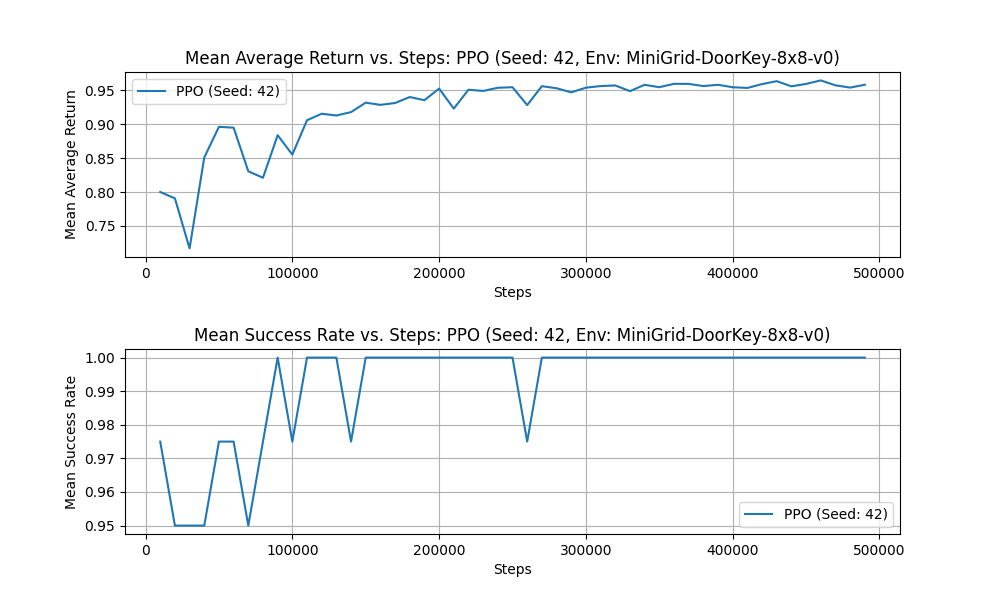 Mean Average Return vs. Steps: PPO (Seed: 42, Env: MiniGrid-DoorKey-8x8-v0)
PPO (Seed: 42)
Mean Average Return
0.95
0.90
0.85
0.80
0.75
0 100000 200000 300000 400000 500000
Steps
Mean Success Rate vs. Steps: PPO (Seed: 42, Env: MiniGrid-DoorKey-8x8-v0)
Mean Success Rate
1.00
0.99
0.98
0.97
0.96
0.95
PPO (Seed: 42)
0 100000 200000 300000 400000 500000
Steps